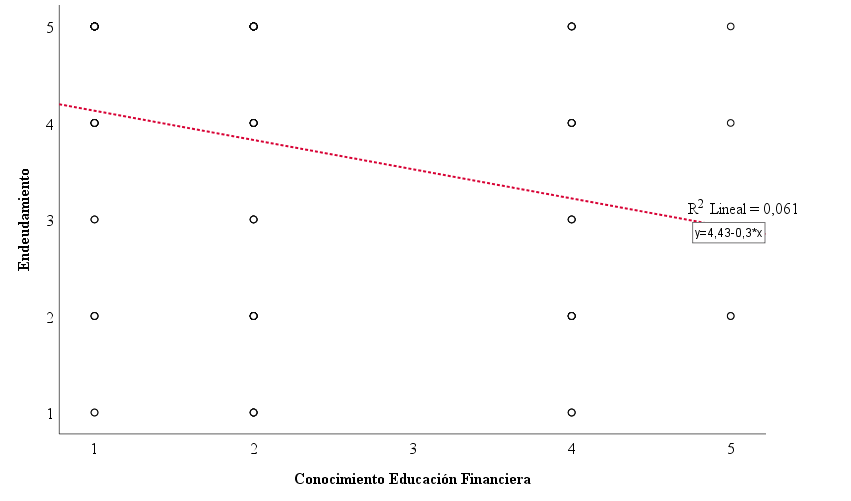 5
4
3
2
1
Endeudamiento
R² Lineal = 0,061
y=4,43-0,3*x
1 2 3 4 5
Conocimiento Educación Financiera